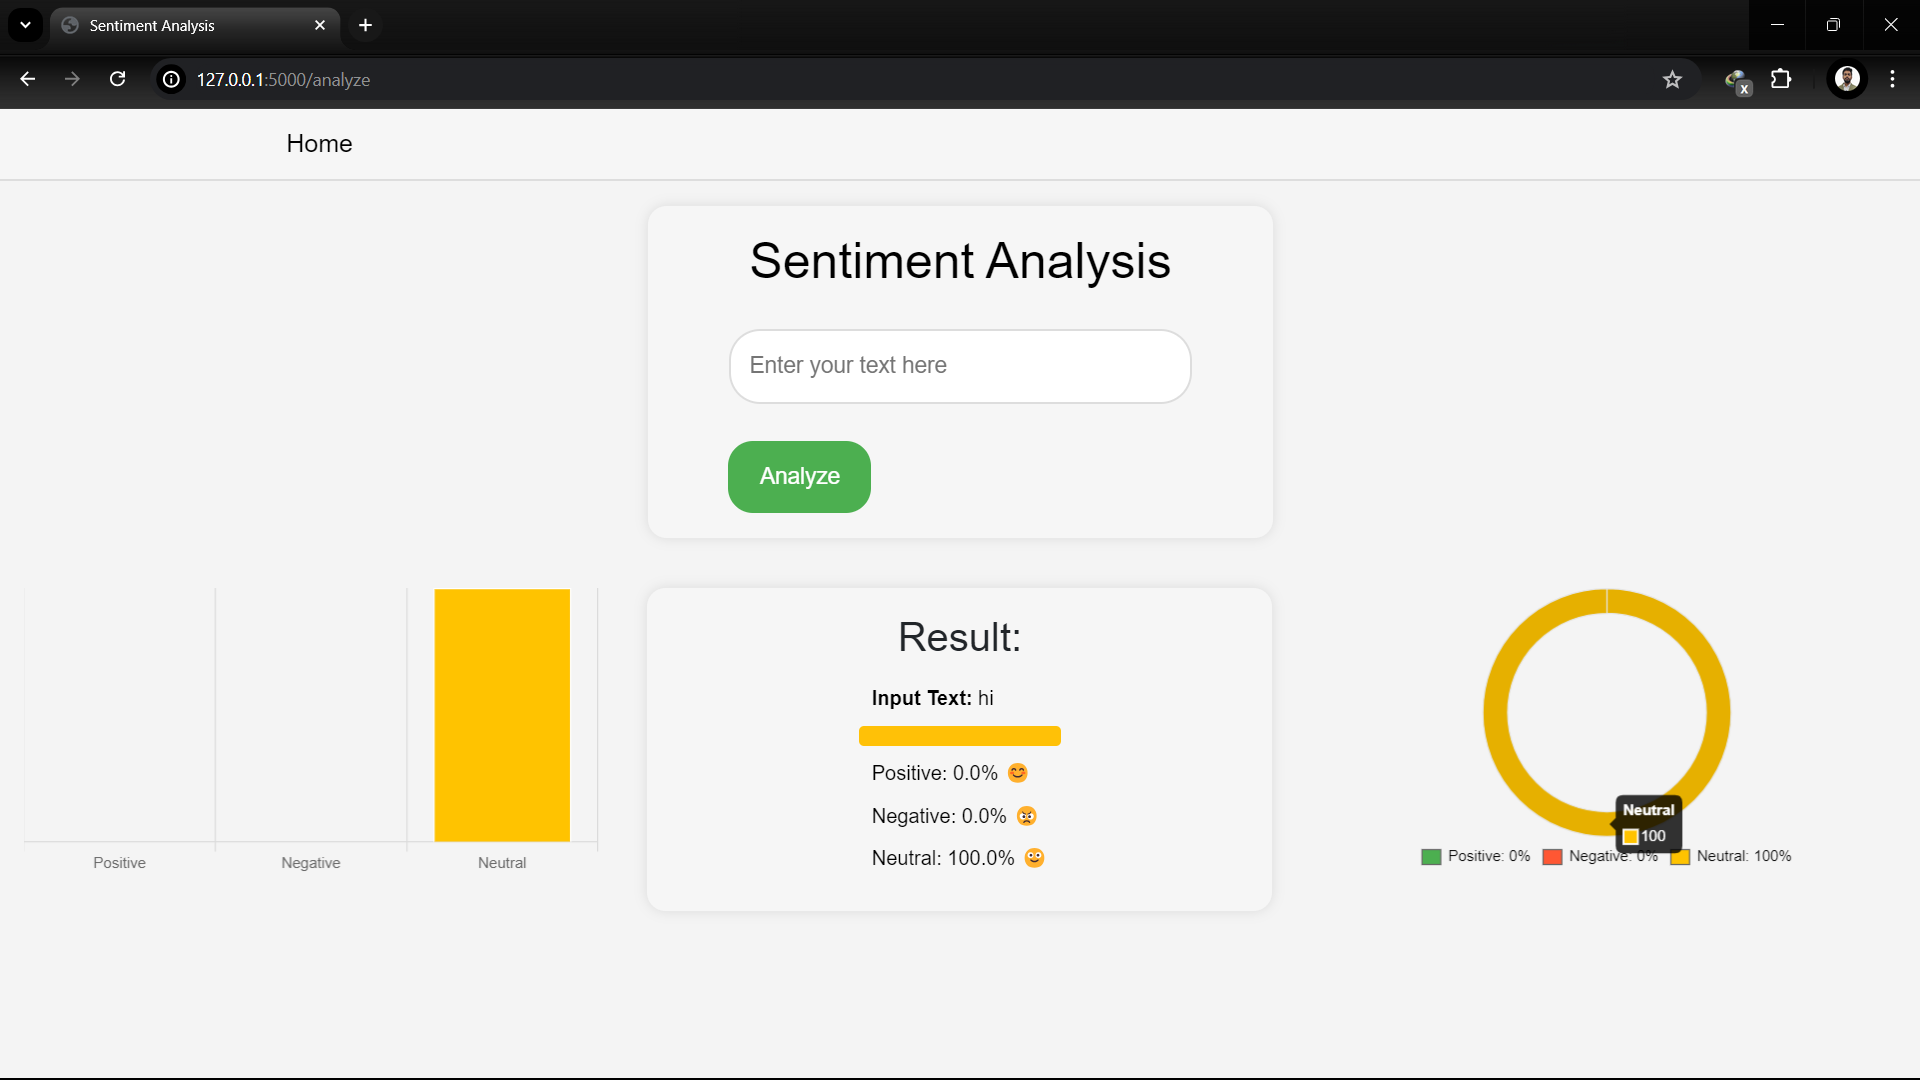 Sentiment Analysis
127.0.0.1:5000/analyze
x
Home
Sentiment Analysis
Enter your text here
Analyze
Result:
Input Text: hi
Positive: 0.0% 😊
Negative: 0.0% 😠
Neutral: 100.0% 🙂
Positive
Negative
Neutral
Neutral
100
Positive: 0%
Negative: 0%
Neutral: 100%